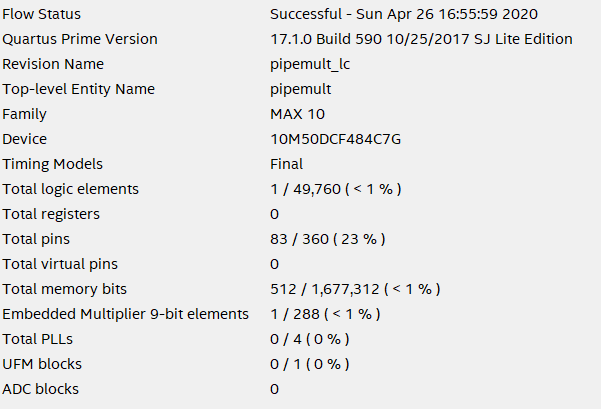 Flow Status Successful - Sun Apr 26 16:55:59 2020
Quartus Prime Version 17.1.0 Build 590 10/25/2017 SJ Lite Edition
Revision Name pipemult_lc
Top-level Entity Name pipemult
Family MAX 10
Device 10M50DCF484C7G
Timing Models Final
Total logic elements 1 / 49,760 ( < 1 % )
Total registers 0
Total pins 83 / 360 ( 23 % )
Total virtual pins 0
Total memory bits 512 / 1,677,312 ( < 1 % )
Embedded Multiplier 9-bit elements 1 / 288 ( < 1 % )
Total PLLs 0 / 4 ( 0 % )
UFM blocks 0 / 1 ( 0 % )
ADC blocks 0